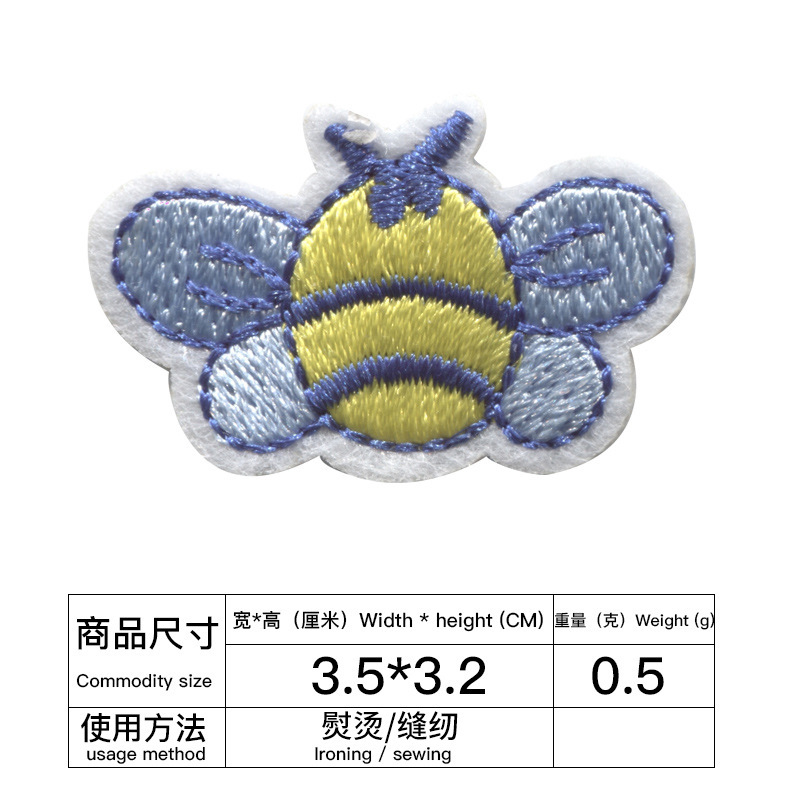 商品尺寸
Commodity size
宽*高（厘米）Width * height (CM)
重量（克）Weight (g)
3.5*3.2
0.5
使用方法
usage method
熨烫/缝纫
Ironing / sewing